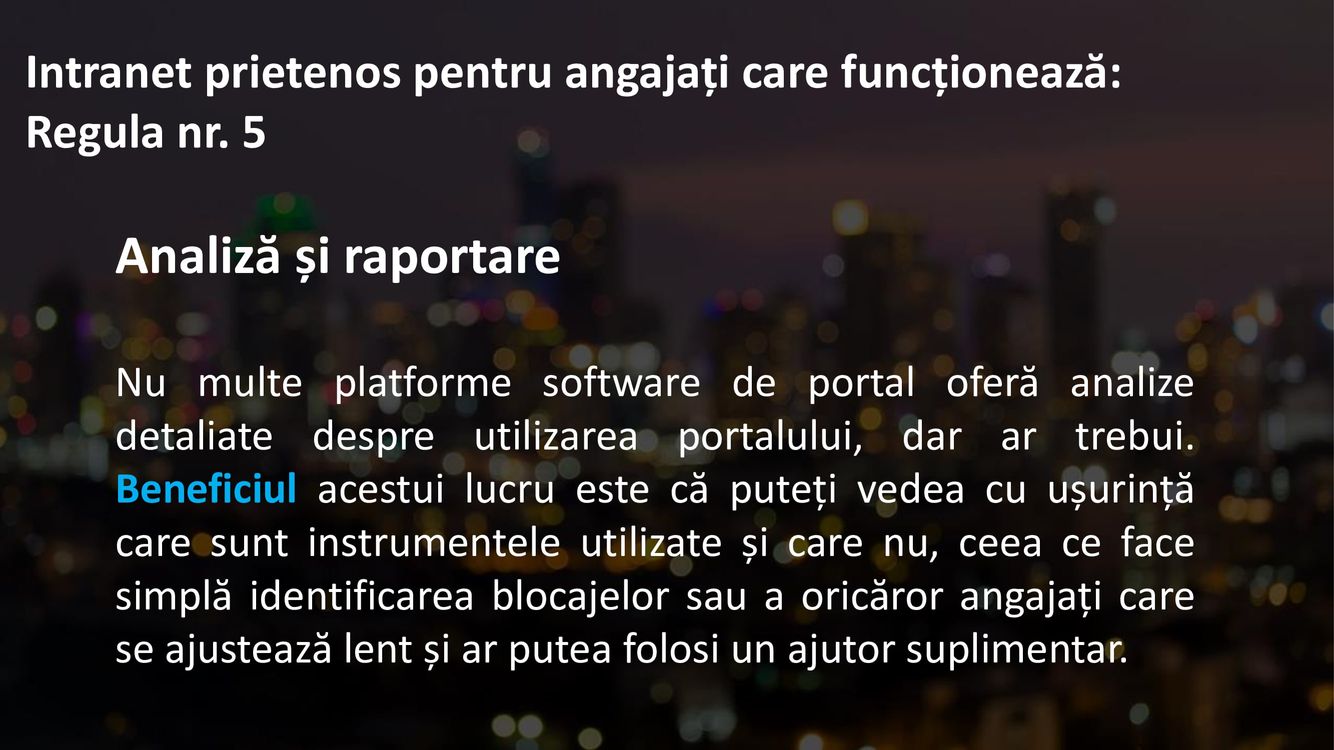 Intranet prietenos pentru angajați care funcționează:
Regula nr. 5
Analiză și raportare
Nu multe platforme software de portal oferă analize
detaliate despre utilizarea portalului, dar ar trebui.
Beneficiul acestui lucru este că puteți vedea cu ușurință
care sunt instrumentele utilizate și care nu, ceea ce face
simplă identificarea blocajelor sau a oricăror angajați care
se ajustează lent și ar putea folosi un ajutor suplimentar.